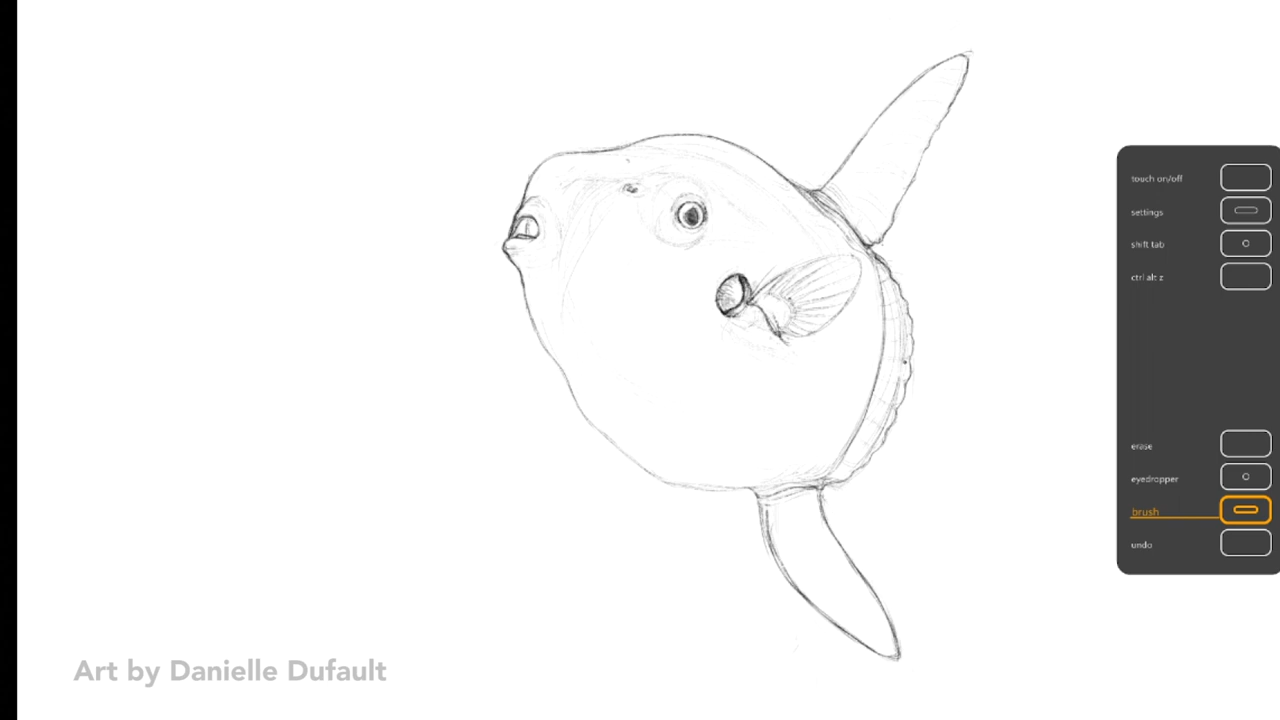 touch on/off
settings
shift tab
ctrl alt z
erase
eyedropper
brush
undo
Art by Danielle Dufault